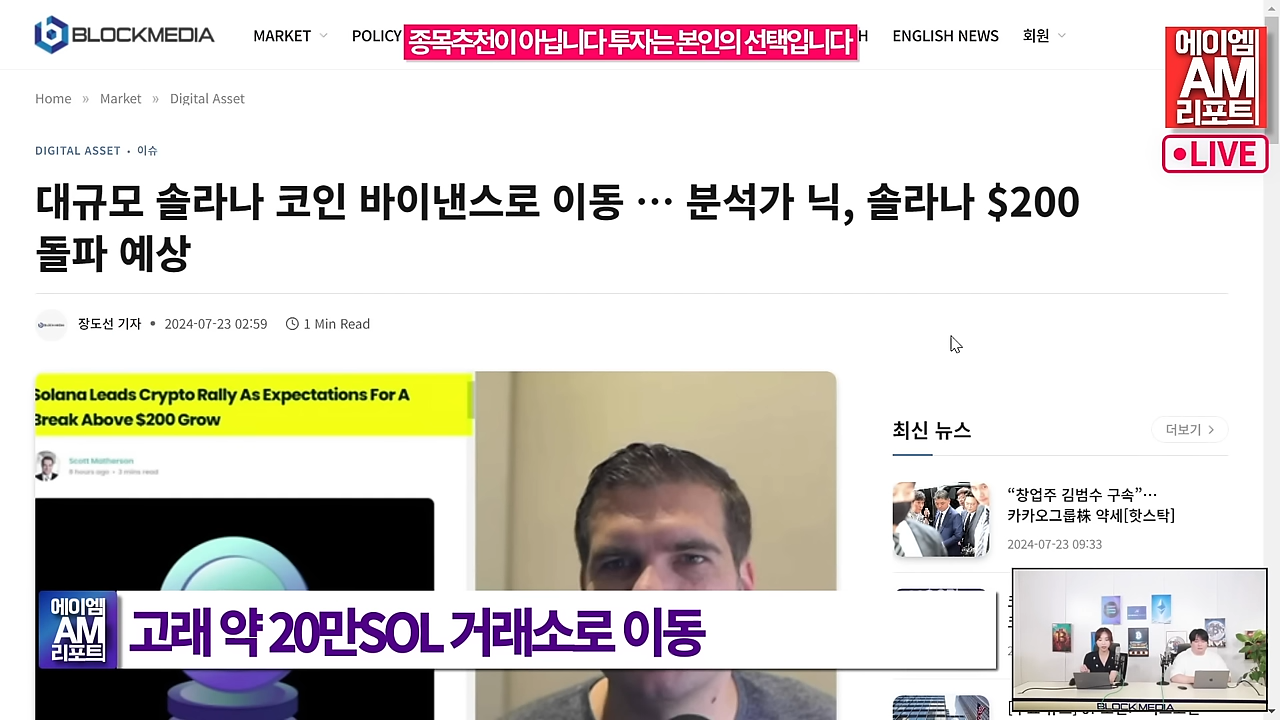 BLOCKMEDIA
MARKET
POLICY
종목추천이 아닙니다 투자는 본인의 선택입니다
H
ENGLISH NEWS
회원
에이엠
AM
리포트
LIVE
Home » Market » Digital Asset
DIGITAL ASSET • 이슈
대규모 솔라나 코인 바이낸스로 이동 … 분석가 닉, 솔라나 $200
돌파 예상
장도선 기자 • 2024-07-23 02:59
1 Min Read
Solana Leads Crypto Rally As Expectations For A
Break Above $200 Grow
Scott Matherson
8 hours ago • 3 mins read
최신 뉴스
더보기
“창업주 김범수 구속”…
카카오그룹株 약세[핫스탁]
2024-07-23 09:33
에이엠
AM
리포트
고래 약 20만SOL 거래소로 이동
BLOCKMEDIA